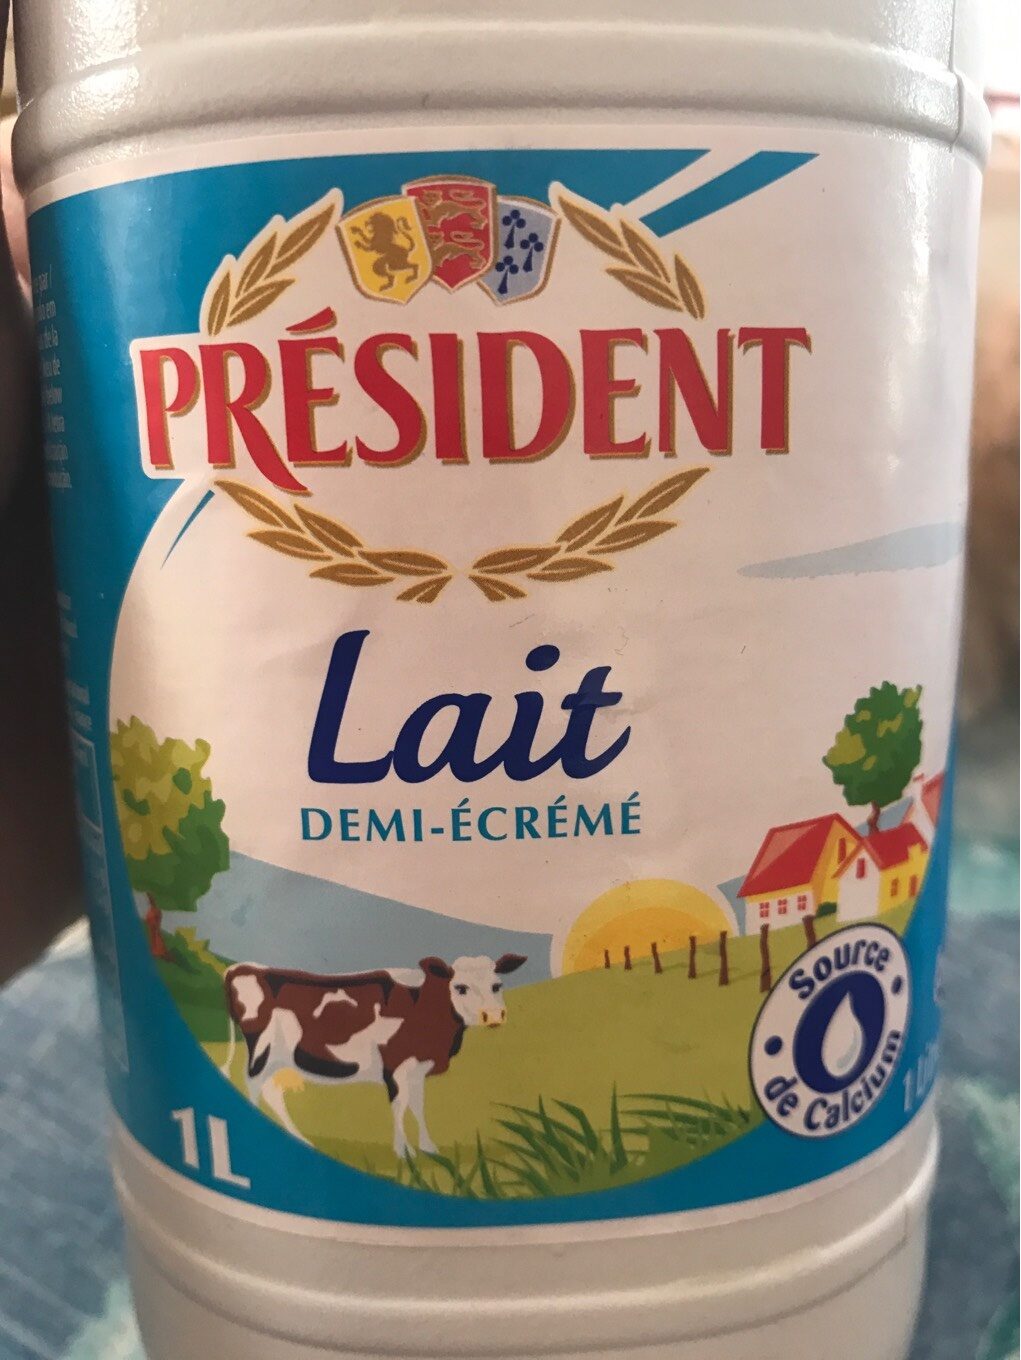 PRÉSIDENT
Lait
DEMI-ÉCRÉMÉ
Source
de Calcium
1L